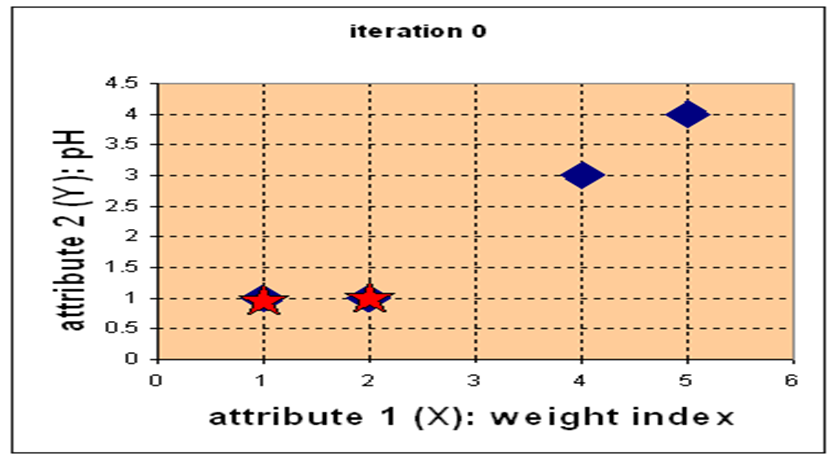 iteration 0
attribute 2 (Y): pH
4.5
4
3.5
3
2.5
2
1.5
1
0.5
0
0 1 2 3 4 5 6
attribute 1 (X): weight index